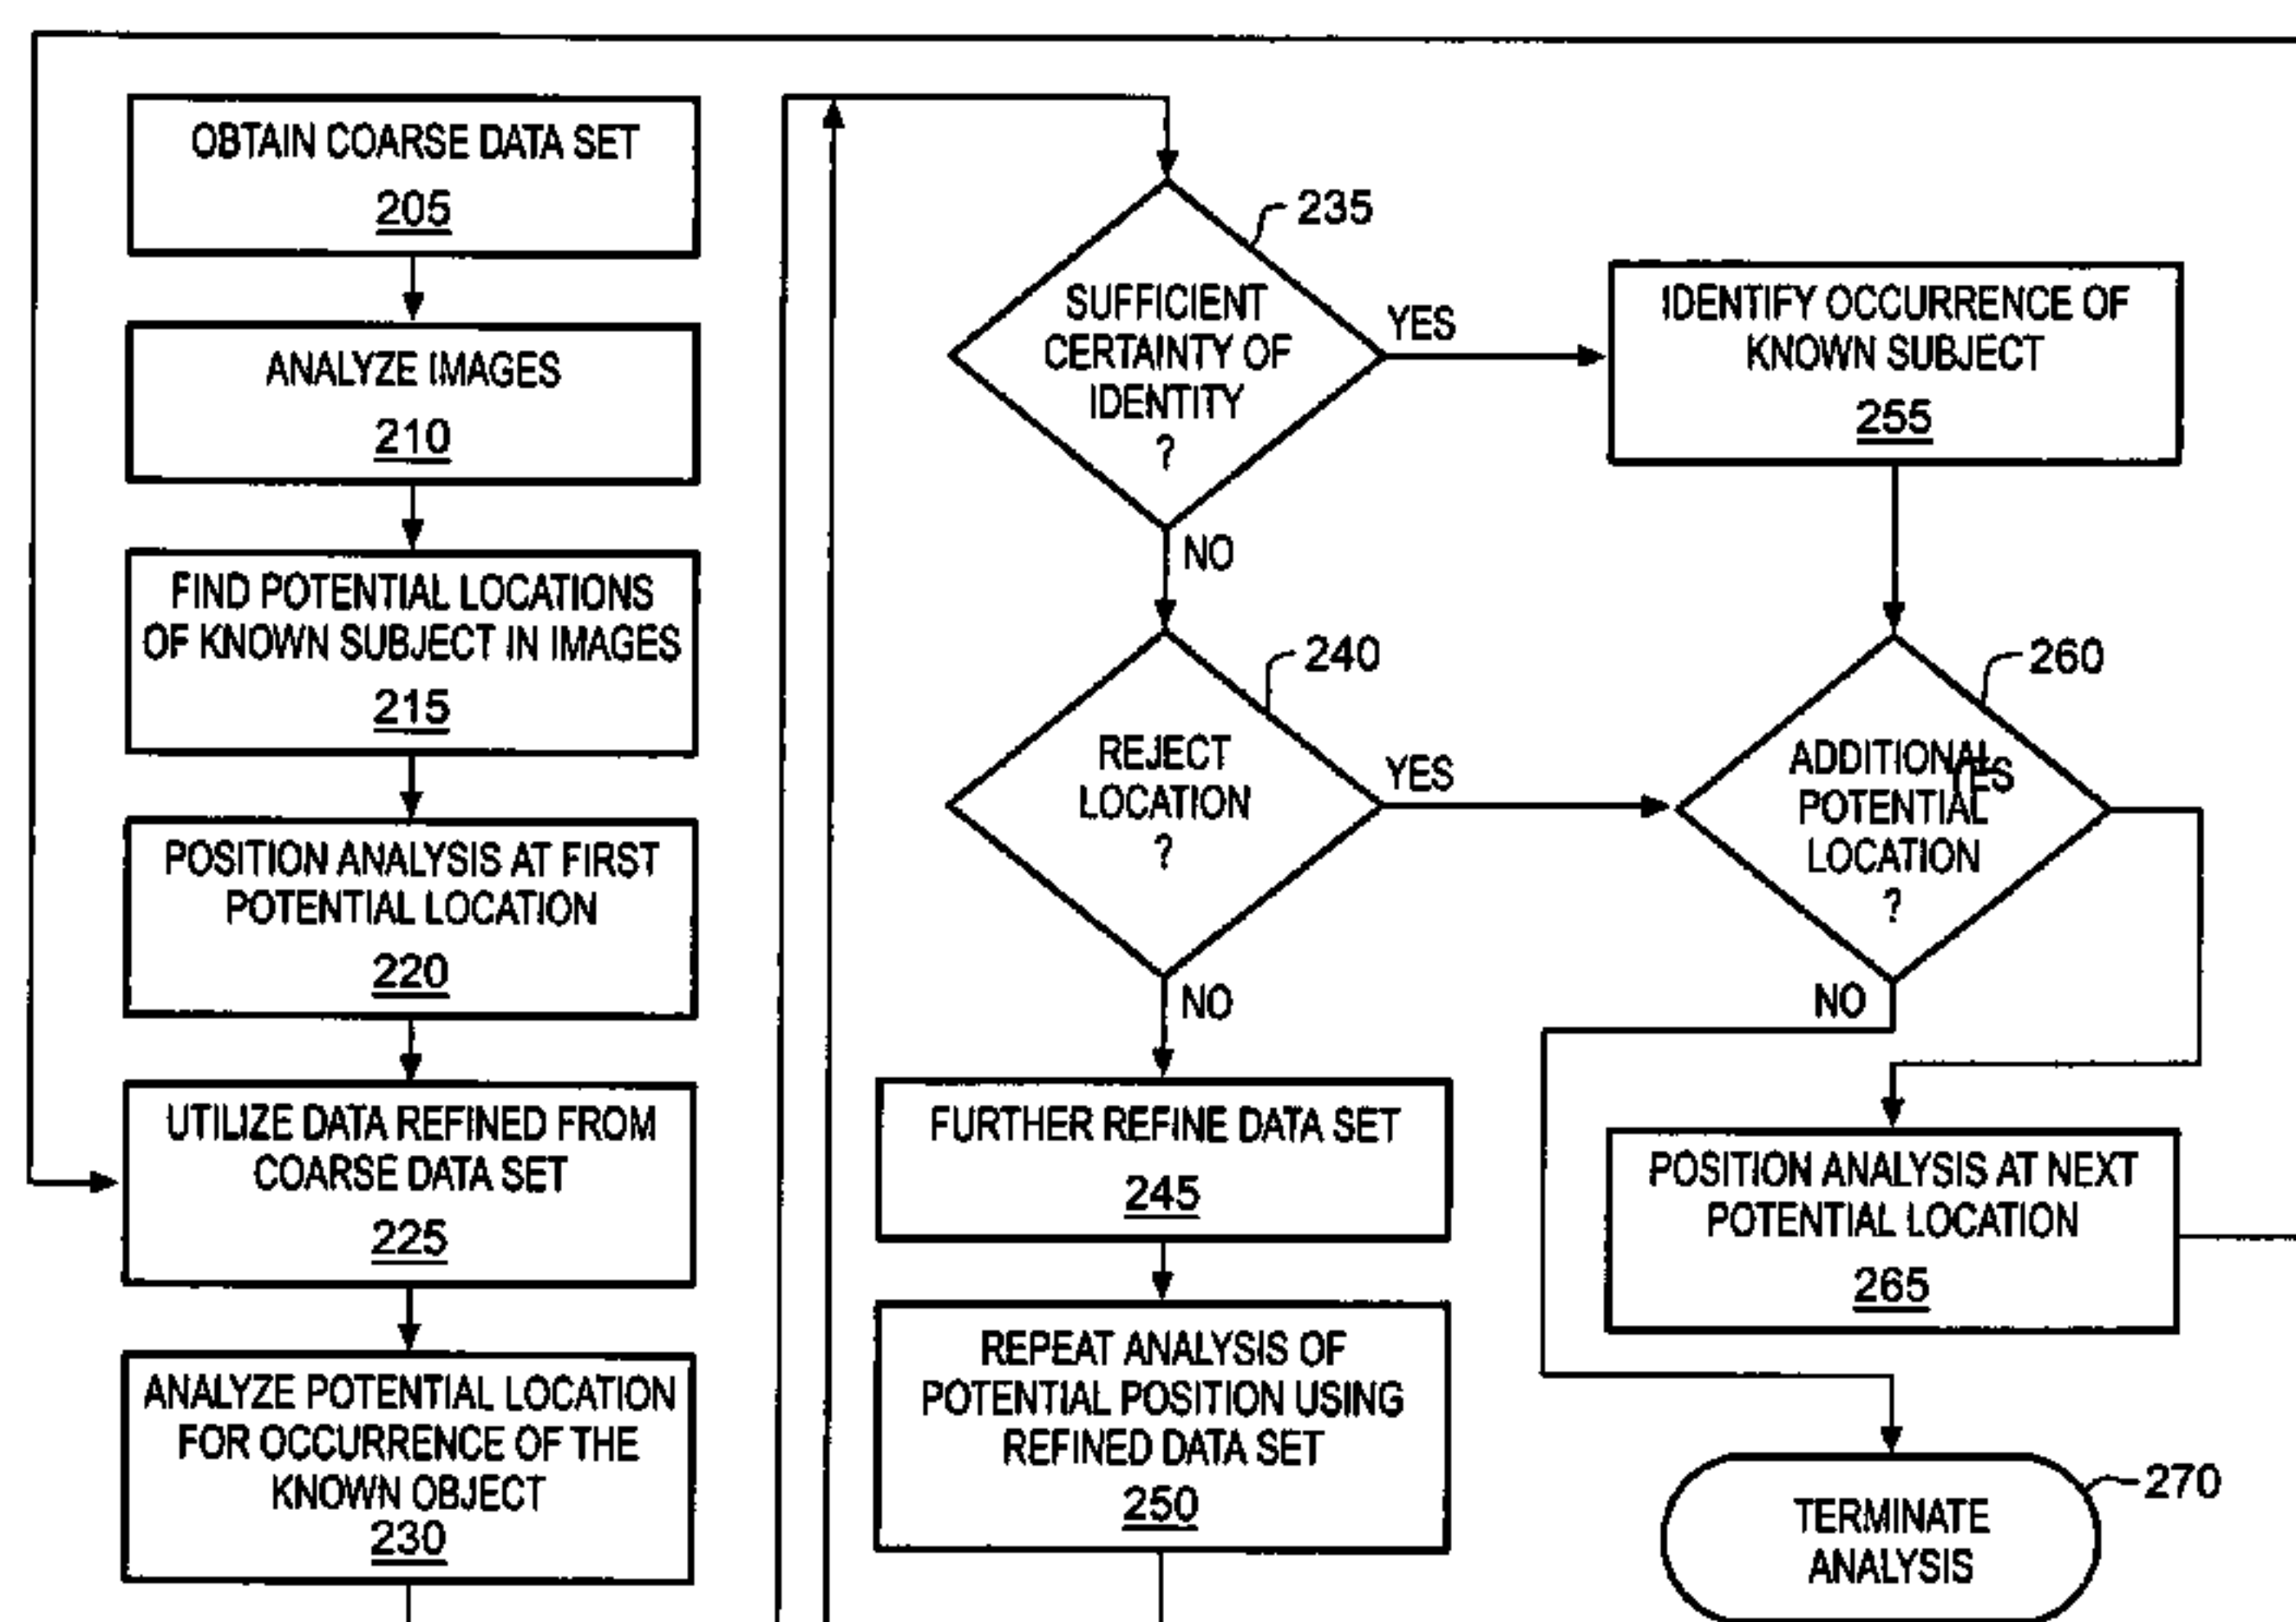 OBTAIN COARSE DATA SET
205
ANALYZE IMAGES
210
FIND POTENTIAL LOCATIONS
OF KNOWN SUBJECT IN IMAGES
215
POSITION ANALYSIS AT FIRST
POTENTIAL LOCATION
220
UTILIZE DATA REFINED FROM
COARSE DATA SET
225
ANALYZE POTENTIAL LOCATION
FOR OCCURRENCE OF THE
KNOWN OBJECT
230
235
SUFFICIENT
CERTAINTY OF
IDENTITY
?
YES
NO
240
REJECT
LOCATION
?
YES
NO
FURTHER REFINE DATA SET
245
REPEAT ANALYSIS OF
POTENTIAL POSITION USING
REFINED DATA SET
250
IDENTIFY OCCURRENCE OF
KNOWN SUBJECT
255
260
ADDITIONAL
YES
POTENTIAL
LOCATION
?
NO
POSITION ANALYSIS AT NEXT
POTENTIAL LOCATION
265
270
TERMINATE
ANALYSIS